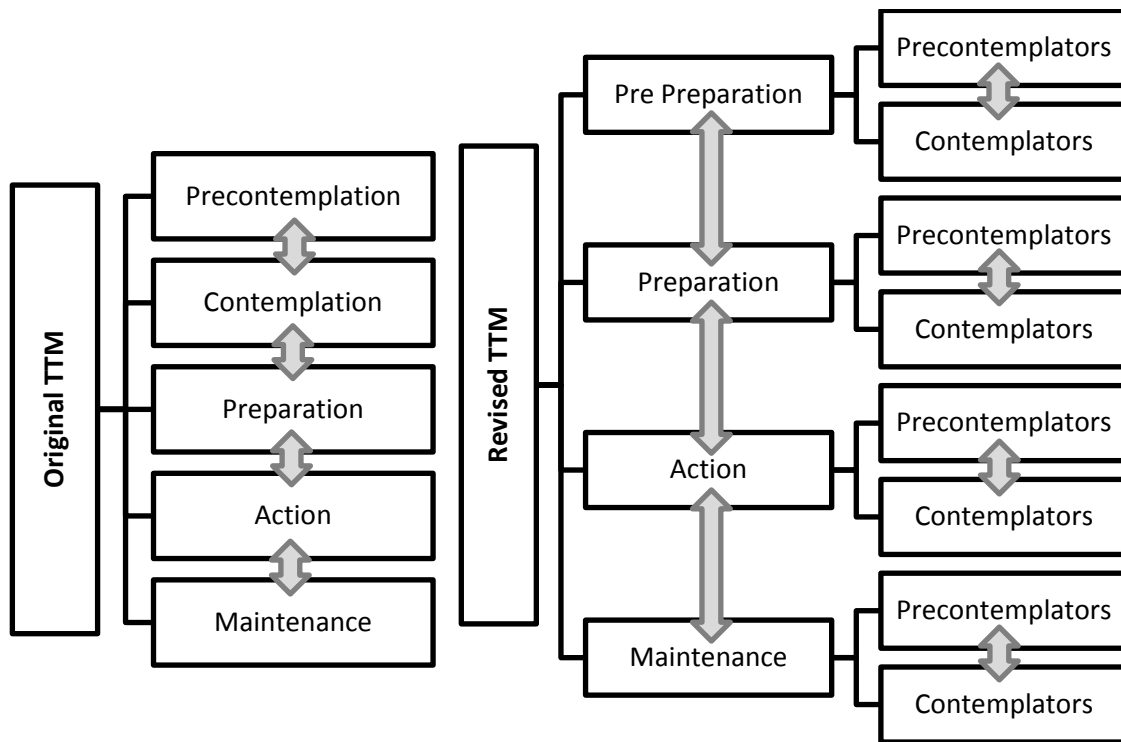 Original TTM
Precontemplation
Contemplation
Preparation
Action
Maintenance
Revised TTM
Pre Preparation
Precontemplators
Contemplators
Preparation
Precontemplators
Contemplators
Action
Precontemplators
Contemplators
Maintenance
Precontemplators
Contemplators